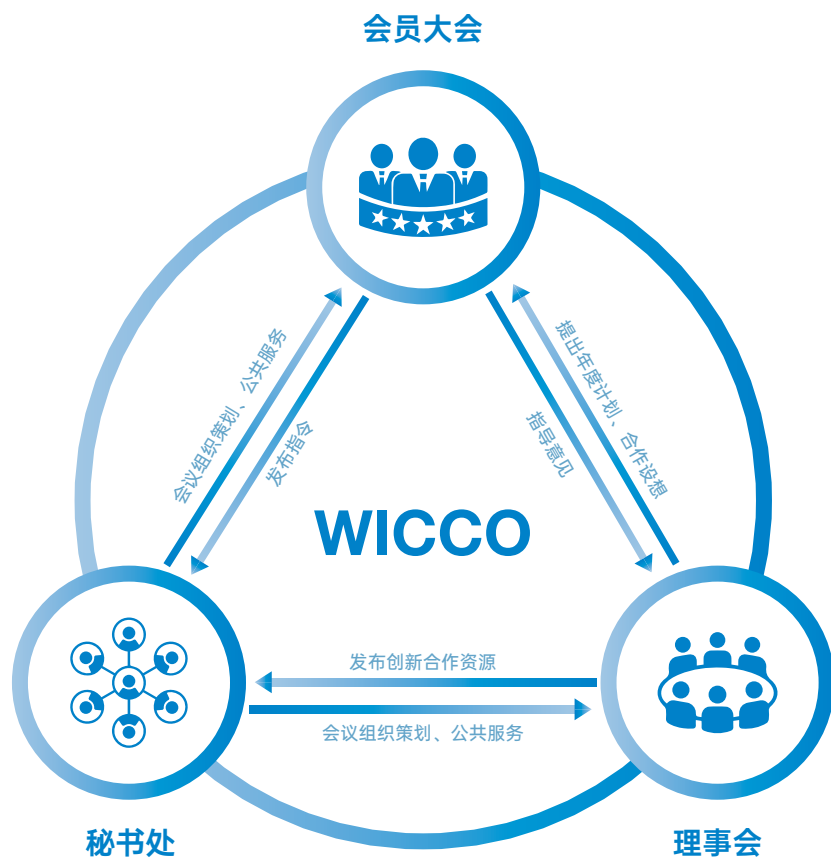 会员大会
会议组织策划、公共服务
发布指令
提出年度计划、合作设想
指导意见
WICCO
发布创新合作资源
会议组织策划、公共服务
秘书处
理事会